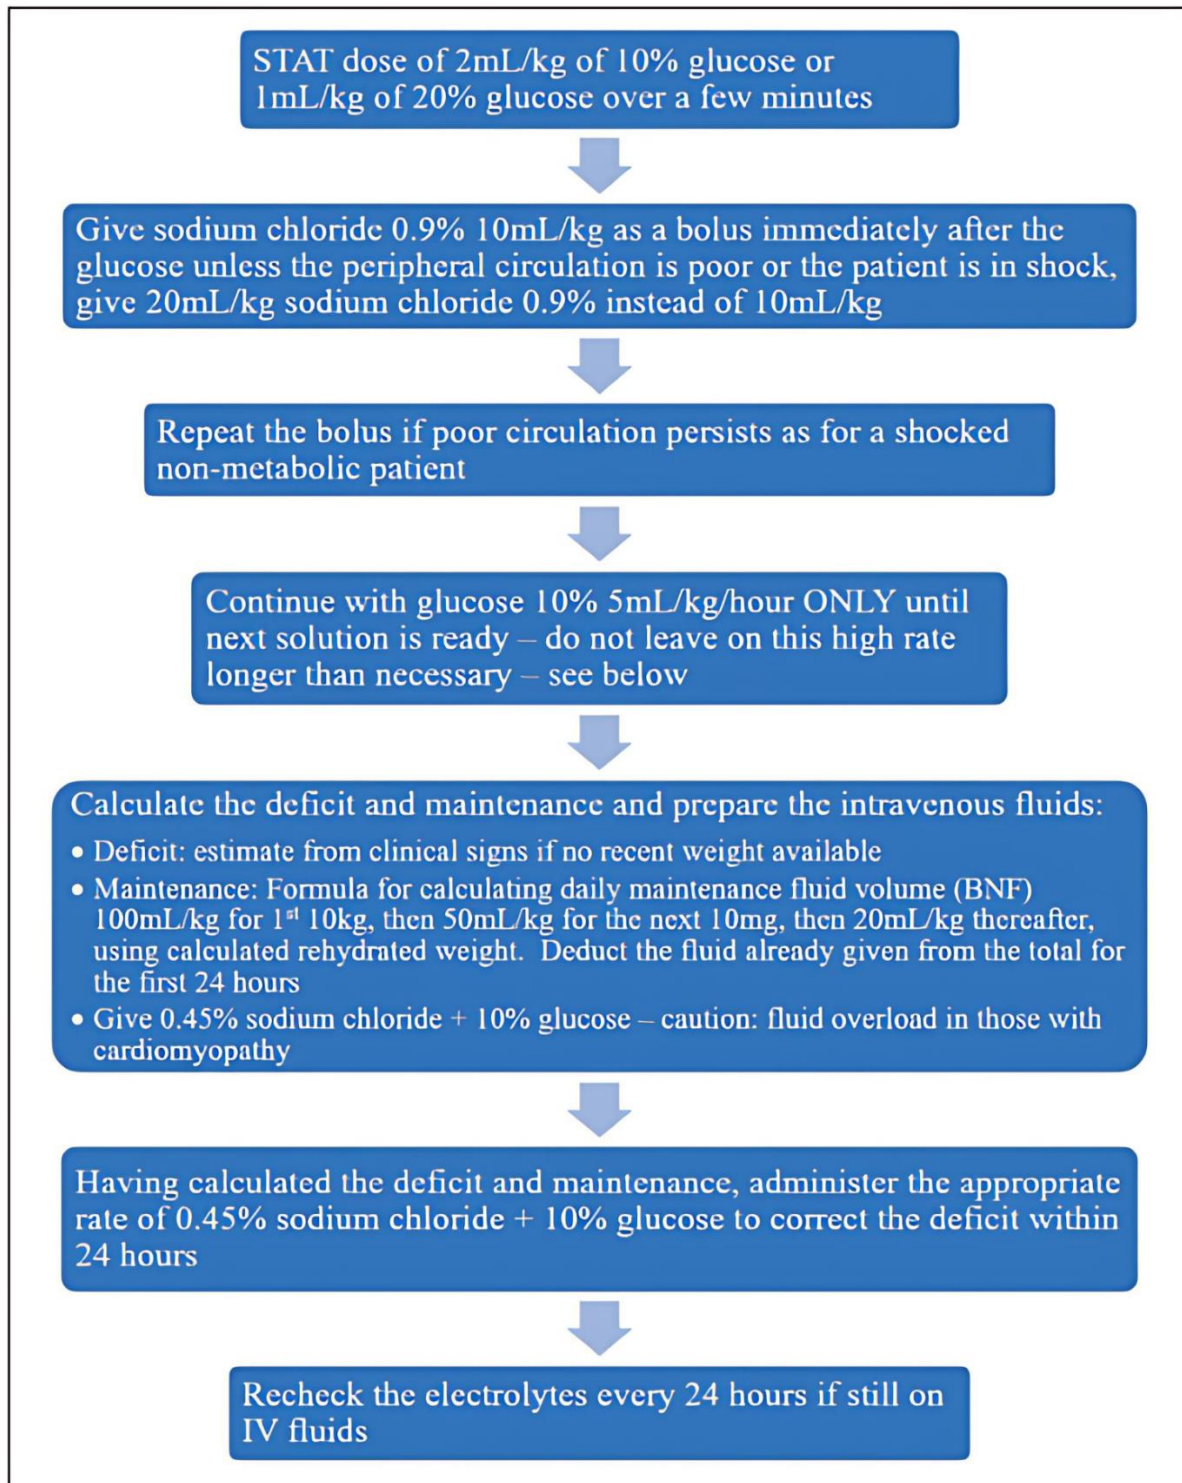 STAT dose of 2mL/kg of 10% glucose or
1mL/kg of 20% glucose over a few minutes
Give sodium chloride 0.9% 10mL/kg as a bolus immediately after the
glucose unless the peripheral circulation is poor or the patient is in shock,
give 20mL/kg sodium chloride 0.9% instead of 10mL/kg
Repeat the bolus if poor circulation persists as for a shocked
non-metabolic patient
Continue with glucose 10% 5mL/kg/hour ONLY until
next solution is ready – do not leave on this high rate
longer than necessary – see below
Calculate the deficit and maintenance and prepare the intravenous fluids:
• Deficit: estimate from clinical signs if no recent weight available
• Maintenance: Formula for calculating daily maintenance fluid volume (BNF)
100mL/kg for 1st 10kg, then 50mL/kg for the next 10mg, then 20mL/kg thereafter,
using calculated rehydrated weight. Deduct the fluid already given from the total for
the first 24 hours
• Give 0.45% sodium chloride + 10% glucose – caution: fluid overload in those with
cardiomyopathy
Having calculated the deficit and maintenance, administer the appropriate
rate of 0.45% sodium chloride + 10% glucose to correct the deficit within
24 hours
Recheck the electrolytes every 24 hours if still on
IV fluids